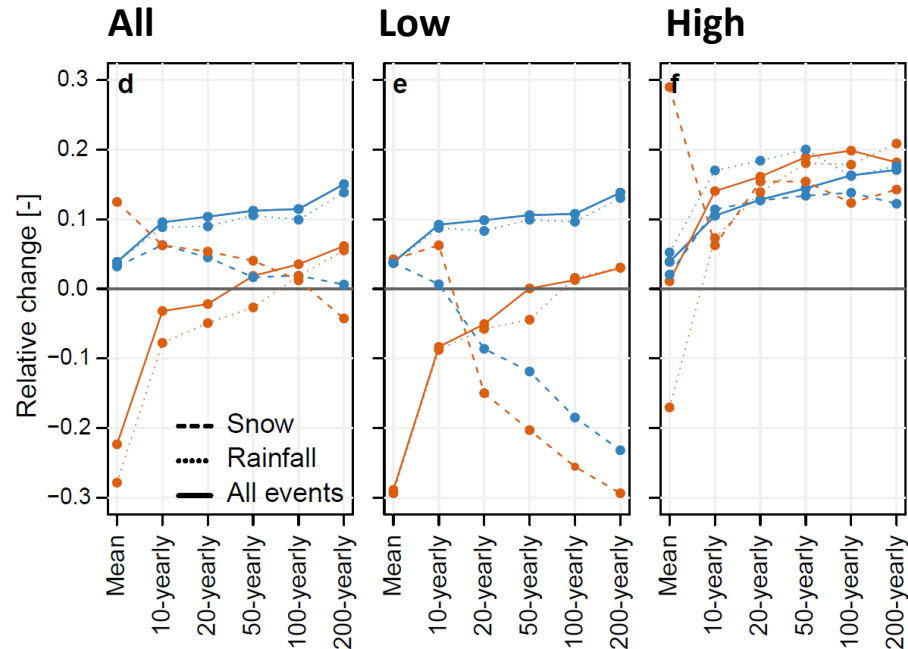 All
Low
High
Relative change [-]
0.3
0.2
0.1
0.0
−0.1
−0.2
−0.3
d
e
f
Snow
Rainfall
All events
Mean
10-yearly
20-yearly
50-yearly
100-yearly
200-yearly
Mean
10-yearly
20-yearly
50-yearly
100-yearly
200-yearly
Mean
10-yearly
20-yearly
50-yearly
100-yearly
200-yearly